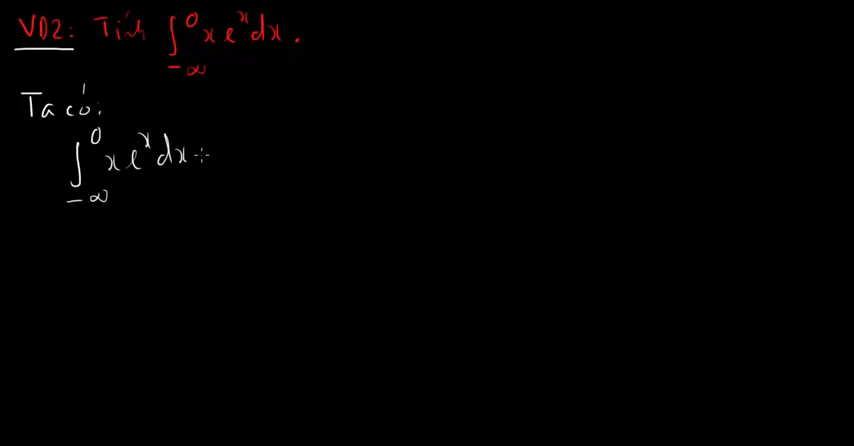 VD2: Tính ∫_{-∞}^{0} x e^x dx.
Ta có:
∫_{-∞}^{0} x e^x dx